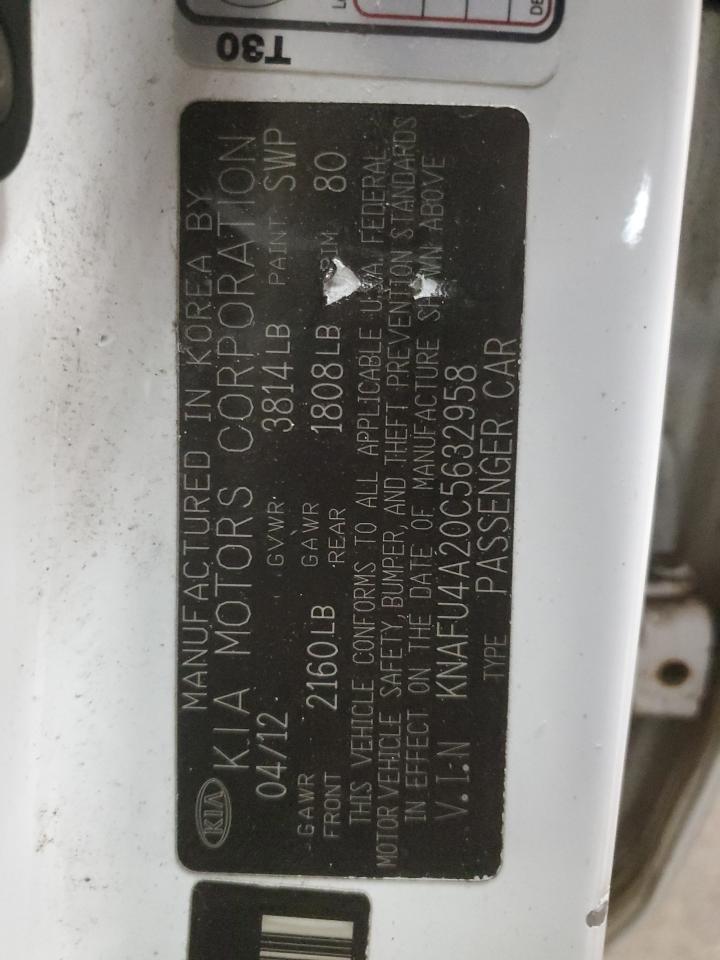 T30
KIA
MANUFACTURED IN KOREA BY
KIA MOTORS CORPORATION
04/12 GVWR 3814LB PAINT SWP
GAWR FRONT 2160LB GAWR REAR 1808LB 80
THIS VEHICLE CONFORMS TO ALL APPLICABLE FEDERAL
MOTOR VEHICLE SAFETY, BUMPER, AND THEFT PREVENTION STANDARDS
IN EFFECT ON THE DATE OF MANUFACTURE ABOVE
V.I.N KNAFU4A20C5632958
TYPE PASSENGER CAR